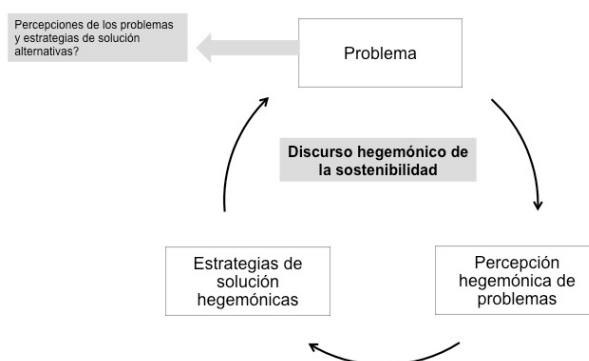 Percepciones de los problemas
y estrategias de solución
alternativas?
Problema
Discurso hegemónico de
la sostenibilidad
Estrategias de
solución
hegemónicas
Percepción
hegemónica de
problemas